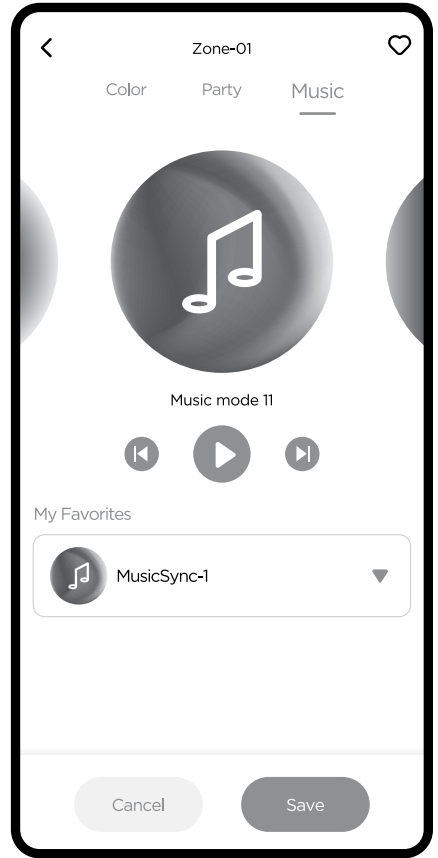 Zone-01
Color Party Music
Music mode 11
My Favorites
MusicSync-1
Cancel Save